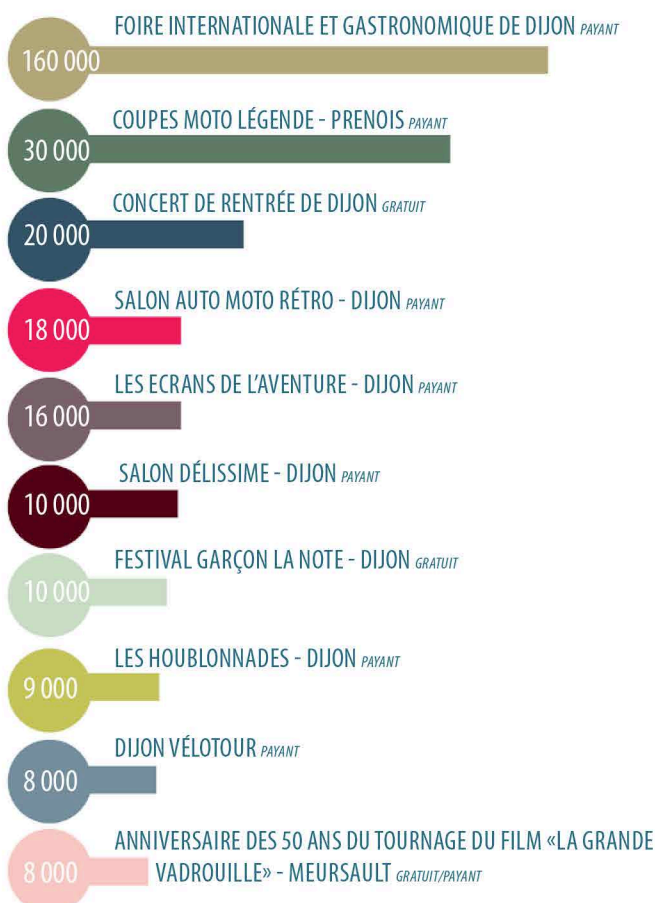 FOIRE INTERNATIONALE ET GASTRONOMIQUE DE DIJON PAYANT
160 000
COUPES MOTO LÉGENDE - PRENOIS PAYANT
30 000
CONCERT DE RENTRÉE DE DIJON GRATUIT
20 000
SALON AUTO MOTO RÉTRO - DIJON PAYANT
18 000
LES ECRANS DE L'AVENTURE - DIJON PAYANT
16 000
SALON DÉLISSIME - DIJON PAYANT
10 000
FESTIVAL GARÇON LA NOTE - DIJON GRATUIT
10 000
LES HOUBLONNADES - DIJON PAYANT
9 000
DIJON VÉLOTOUR PAYANT
8 000
ANNIVERSAIRE DES 50 ANS DU TOURNAGE DU FILM «LA GRANDE
VADROUILLE» - MEURSAULT GRATUIT/PAYANT
8 000